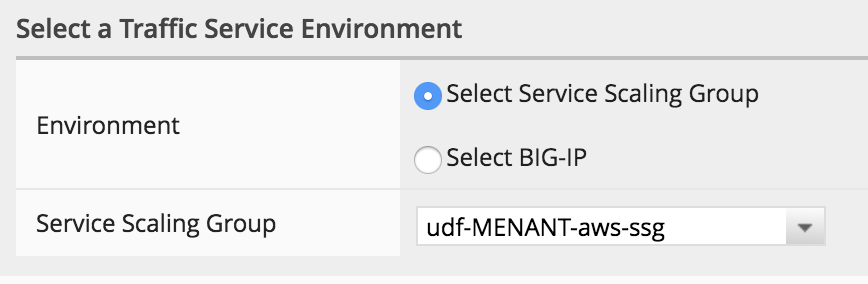 Select a Traffic Service Environment
Environment
Select Service Scaling Group
Select BIG-IP
Service Scaling Group
udf-MENANT-aws-ssg